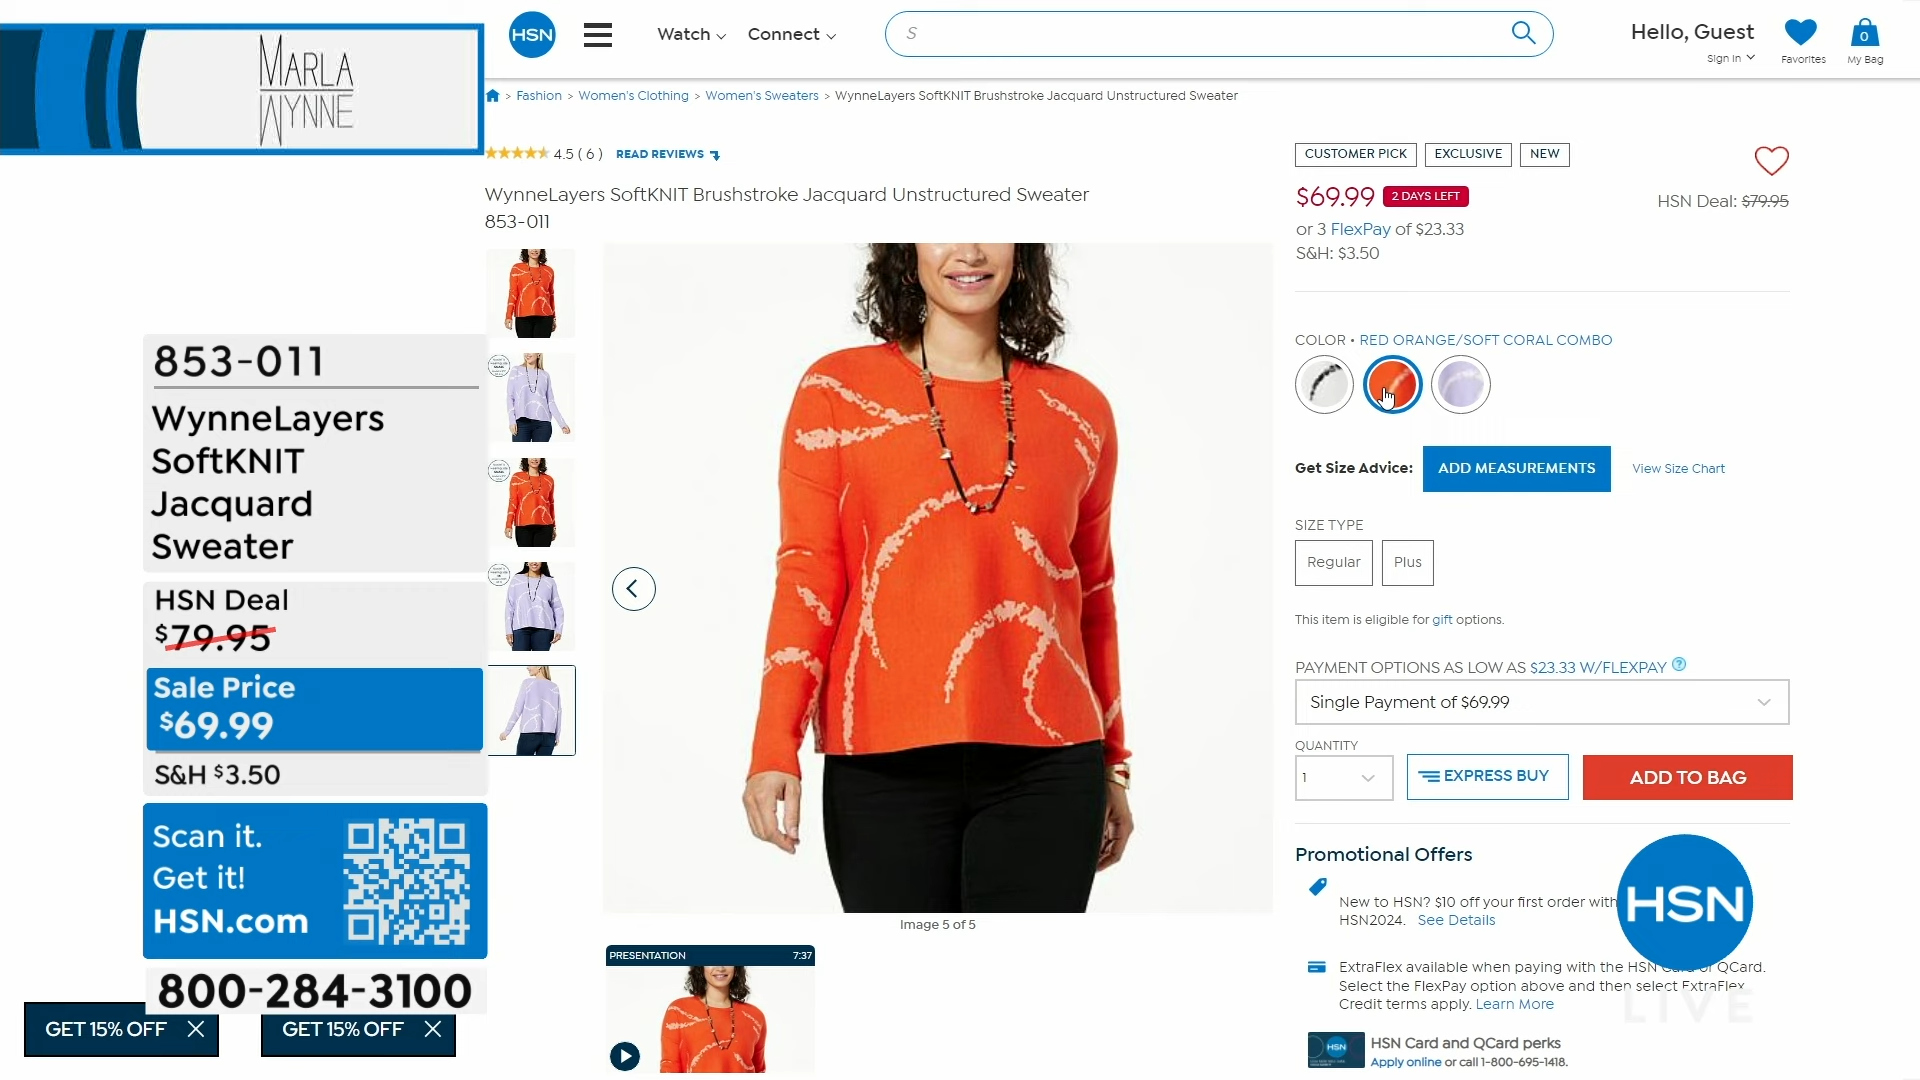 MARLA
WYNNE
HSN
Watch
Connect
S
Hello, Guest
Sign In
Favorites
0
My Bag
> Fashion > Women's Clothing > Women's Sweaters > WynneLayers SoftKNIT Brushstroke Jacquard Unstructured Sweater
4.5 ( 6 ) READ REVIEWS
WynneLayers SoftKNIT Brushstroke Jacquard Unstructured Sweater
853-011
CUSTOMER PICK EXCLUSIVE NEW
$69.99 2 DAYS LEFT
HSN Deal: $79.95
or 3 FlexPay of $23.33
S&H: $3.50
COLOR • RED ORANGE/SOFT CORAL COMBO
Get Size Advice: ADD MEASUREMENTS View Size Chart
SIZE TYPE
Regular Plus
This item is eligible for gift options.
PAYMENT OPTIONS AS LOW AS $23.33 W/FLEXPAY ?
Single Payment of $69.99
QUANTITY
1
EXPRESS BUY
ADD TO BAG
Promotional Offers
New to HSN? $10 off your first order with
HSN2024. See Details
ExtraFlex available when paying with the HSN Card or QCard.
Select the FlexPay option above and then select ExtraFlex.
Credit terms apply. Learn More
HSN
LIVE
HSN
HSN Card and QCard perks
Apply online or call 1-800-695-1418.
853-011
WynneLayers
SoftKNIT
Jacquard
Sweater
HSN Deal
$79.95
Sale Price
$69.99
S&H $3.50
Scan it.
Get it!
HSN.com
800-284-3100
GET 15% OFF
GET 15% OFF
Image 5 of 5
PRESENTATION 7:37